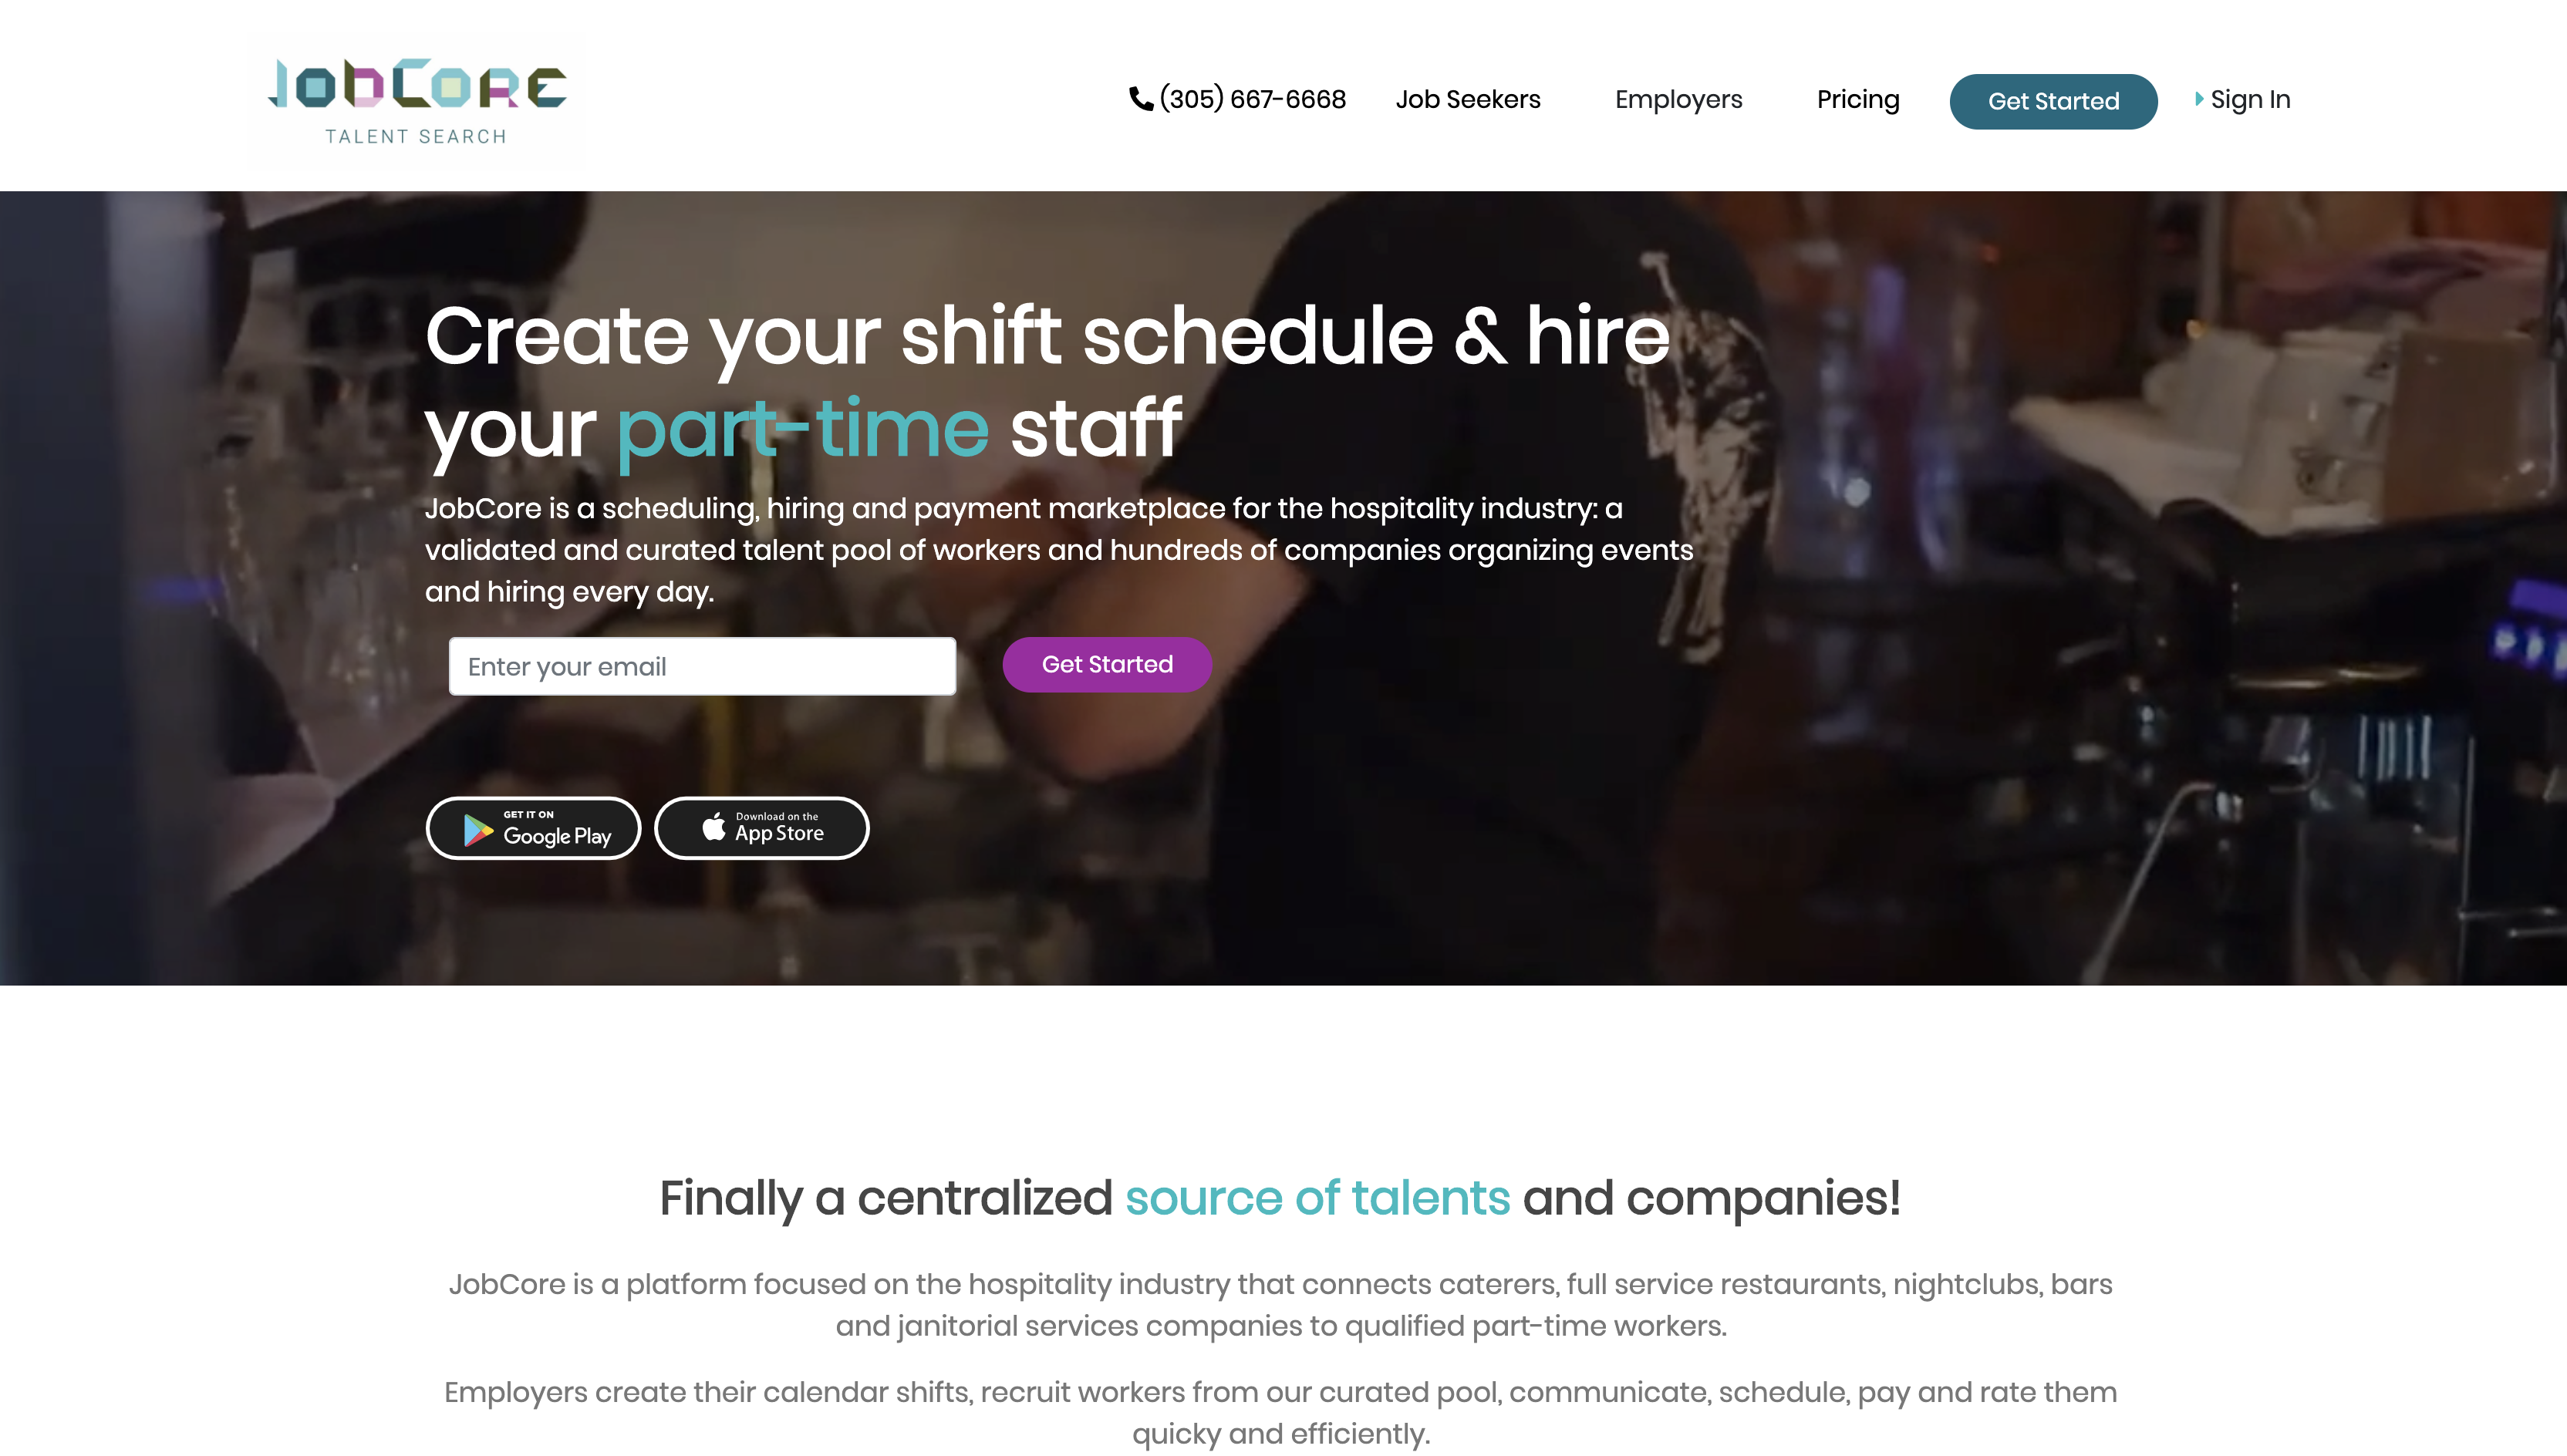 JobCore
TALENT SEARCH
(305) 667-6668
Job Seekers
Employers
Pricing
Get Started
Sign In
Create your shift schedule & hire
your part-time staff
JobCore is a scheduling, hiring and payment marketplace for the hospitality industry: a
validated and curated talent pool of workers and hundreds of companies organizing events
and hiring every day.
Enter your email
Get Started
GET IT ON
Google Play
Download on the
App Store
Finally a centralized source of talents and companies!
JobCore is a platform focused on the hospitality industry that connects caterers, full service restaurants, nightclubs, bars
and janitorial services companies to qualified part-time workers.
Employers create their calendar shifts, recruit workers from our curated pool, communicate, schedule, pay and rate them
quicky and efficiently.